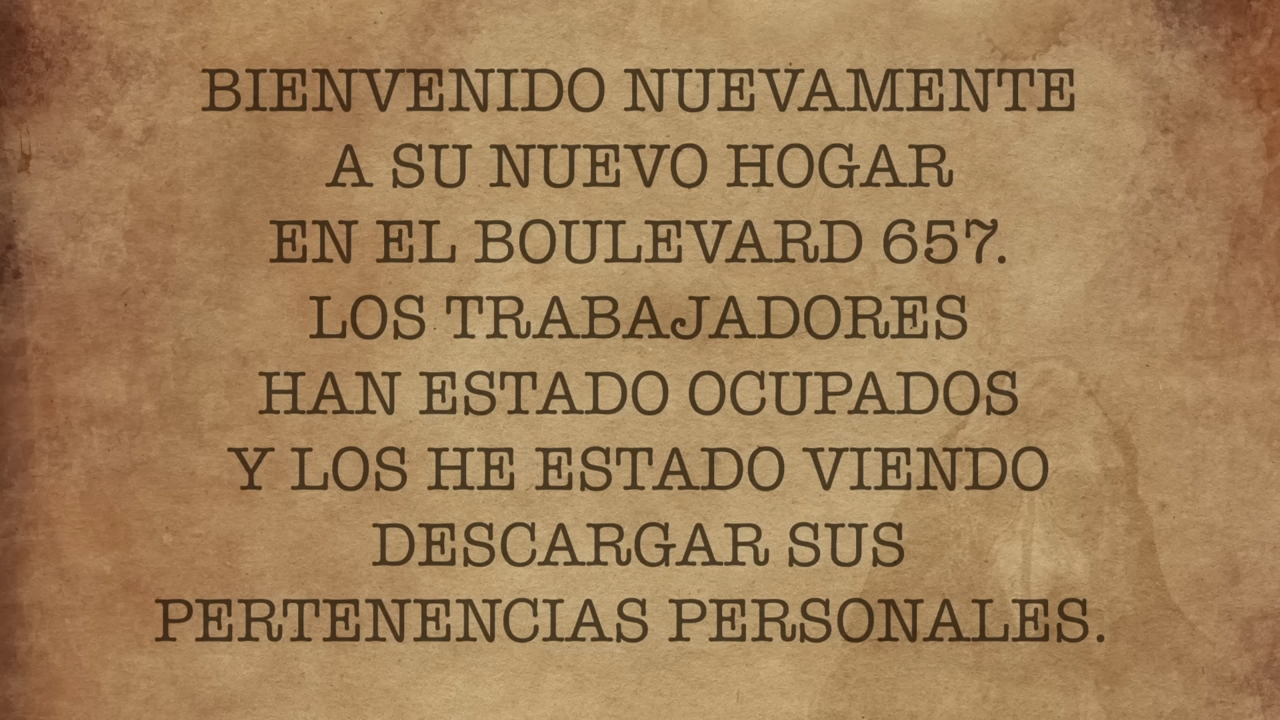 BIENVENIDO NUEVAMENTE
A SU NUEVO HOGAR
EN EL BOULEVARD 657.
LOS TRABAJADORES
HAN ESTADO OCUPADOS
Y LOS HE ESTADO VIENDO
DESCARGAR SUS
PERTENENCIAS PERSONALES.